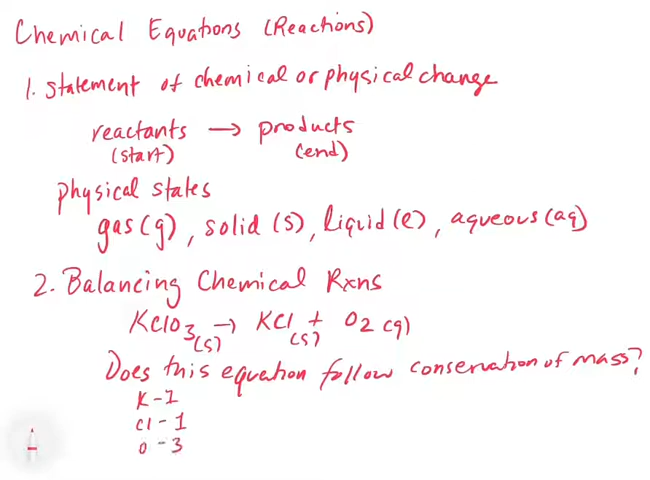 Chemical Equations (Reactions)
1. Statement of chemical or physical change
reactants → products
(start) (end)
physical states
gas (g), solid (s), liquid (l), aqueous (aq)
2. Balancing Chemical Rxns
KClO3 (s) → KCl (s) + O2 (g)
Does this equation follow conservation of mass?
K - 1
Cl - 1
O - 3